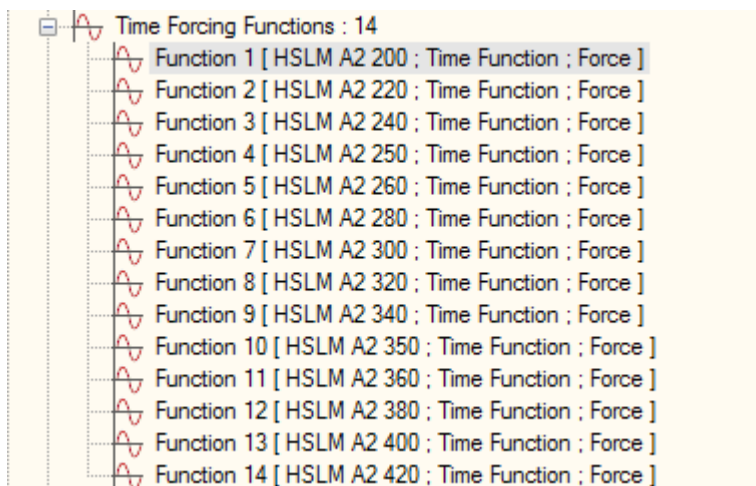 Time Forcing Functions : 14
Function 1 [ HSLM A2 200 ; Time Function ; Force ]
Function 2 [ HSLM A2 220 ; Time Function ; Force ]
Function 3 [ HSLM A2 240 ; Time Function ; Force ]
Function 4 [ HSLM A2 250 ; Time Function ; Force ]
Function 5 [ HSLM A2 260 ; Time Function ; Force ]
Function 6 [ HSLM A2 280 ; Time Function ; Force ]
Function 7 [ HSLM A2 300 ; Time Function ; Force ]
Function 8 [ HSLM A2 320 ; Time Function ; Force ]
Function 9 [ HSLM A2 340 ; Time Function ; Force ]
Function 10 [ HSLM A2 350 ; Time Function ; Force ]
Function 11 [ HSLM A2 360 ; Time Function ; Force ]
Function 12 [ HSLM A2 380 ; Time Function ; Force ]
Function 13 [ HSLM A2 400 ; Time Function ; Force ]
Function 14 [ HSLM A2 420 ; Time Function ; Force ]